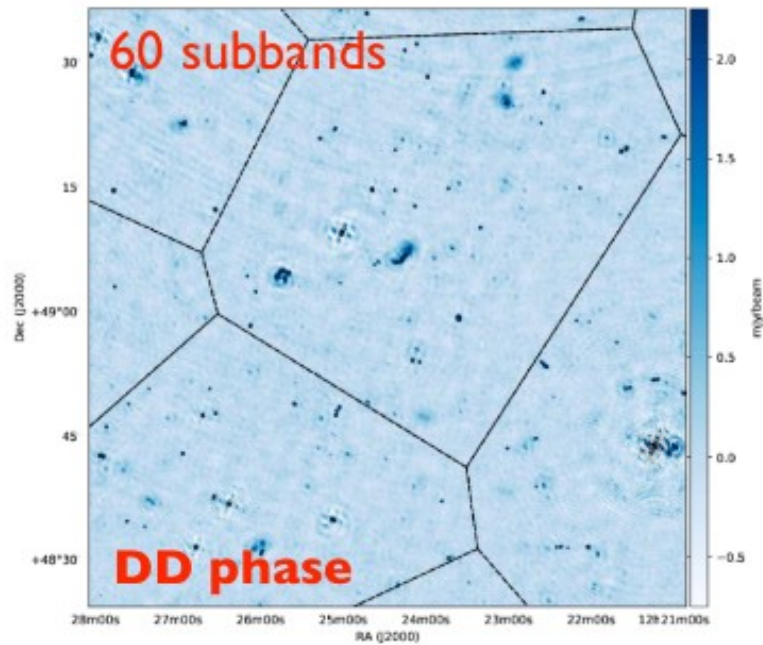 60 subbands
30
15
+49°00
45
+48°30
Dec (J2000)
DD phase
28m00s 27m00s 26m00s 25m00s 24m00s 23m00s 22m00s 12h21m00s
RA (J2000)
2.0
1.5
1.0
0.5
0.0
−0.5
mJy/beam